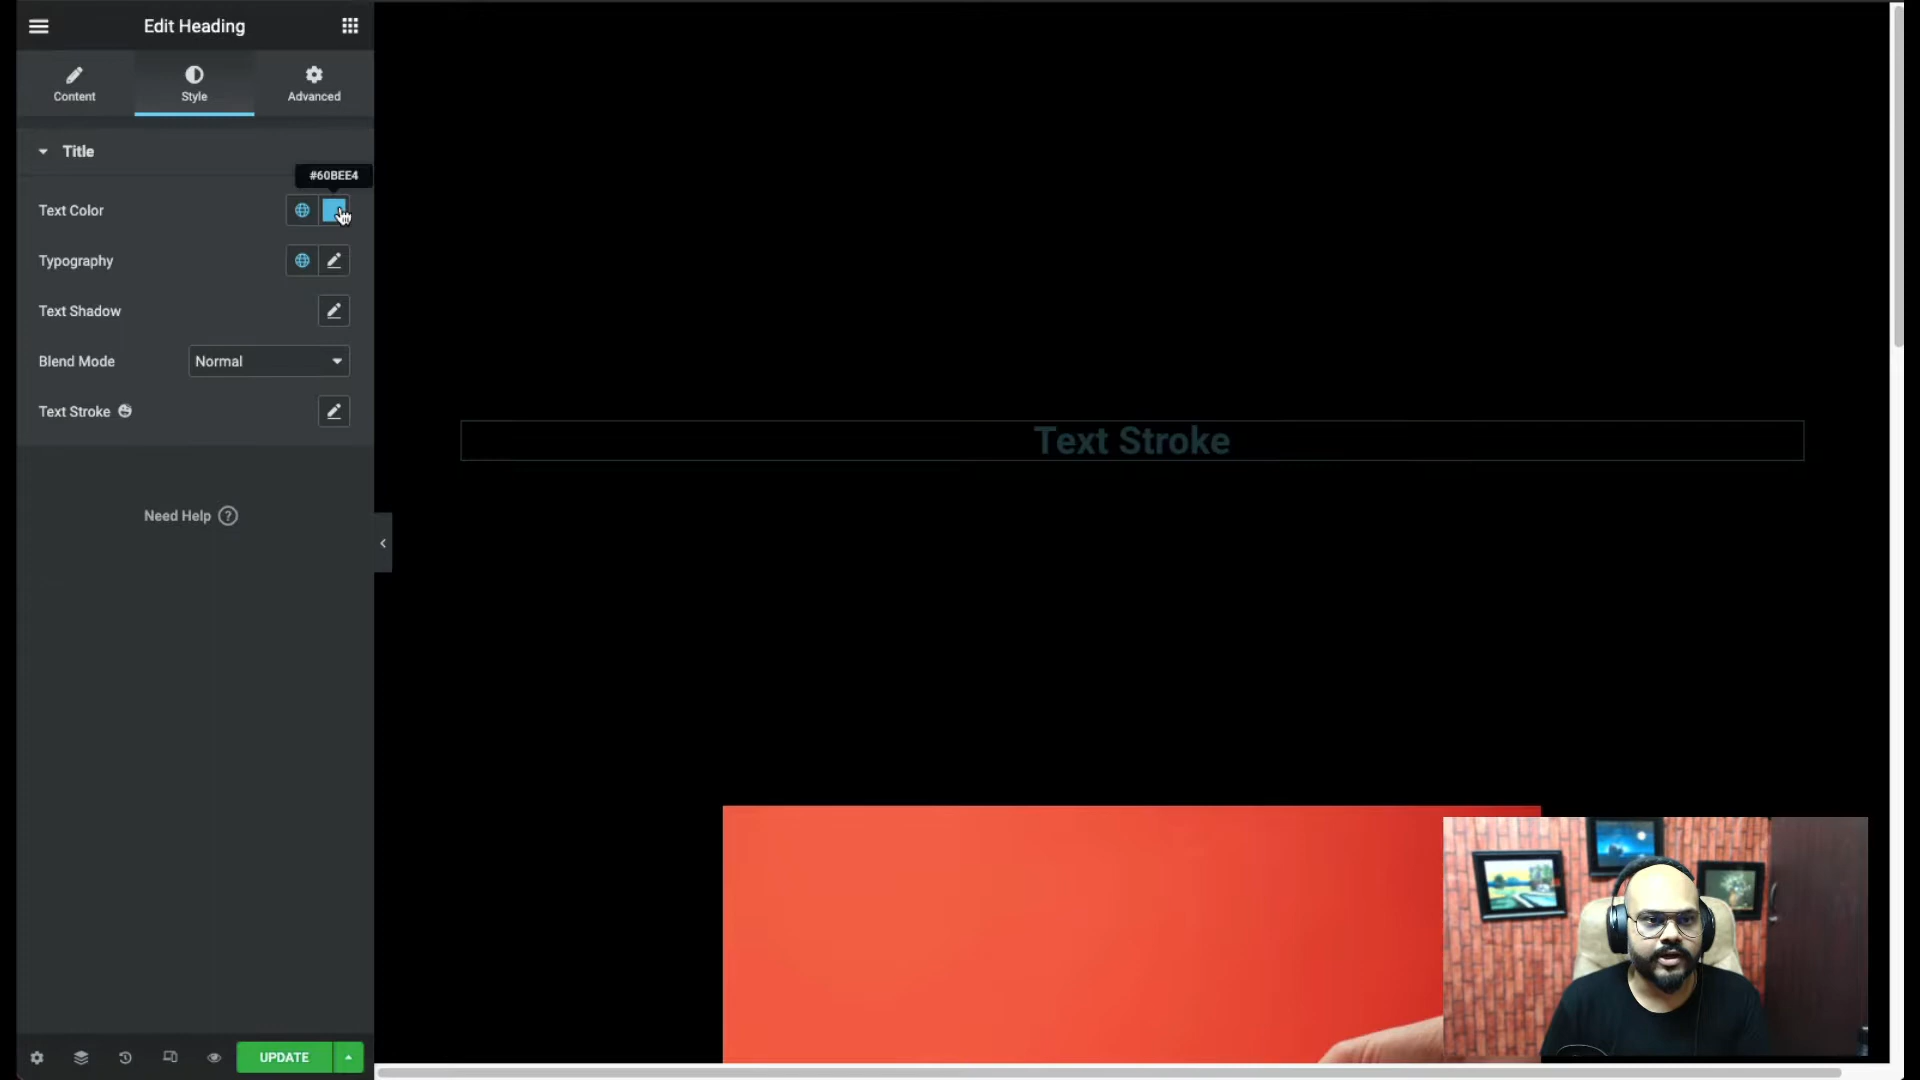 Edit Heading
Content
Style
Advanced
Title
#60BEE4
Text Color
Typography
Text Shadow
Blend Mode
Normal
Text Stroke
Text Stroke
Need Help ?
UPDATE